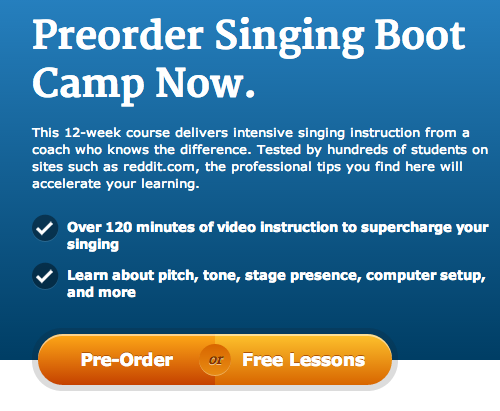 Preorder Singing Boot
Camp Now.
This 12-week course delivers intensive singing instruction from a
coach who knows the difference. Tested by hundreds of students on
sites such as reddit.com, the professional tips you find here will
accelerate your learning.
Over 120 minutes of video instruction to supercharge your
singing
Learn about pitch, tone, stage presence, computer setup,
and more
Pre-Order or Free Lessons